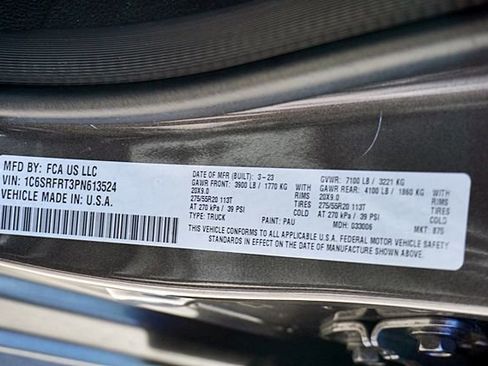 MFD BY: FCA US LLC
VIN: 1C6SRFRT3PN613524
VEHICLE MADE IN: U.S.A.
DATE OF MFR (BUILT): 3-23
GAWR FRONT: 3900 LB / 1770 KG WITH
20X9.0 RIMS
275/55R20 113T TIRES
AT 270 kPa / 39 PSI COLD
TYPE: TRUCK PAINT: PAU
GVWR: 7100 LB / 3221 KG
GAWR REAR: 4100 LB / 1860 KG WITH
20X9.0 RIMS
275/55R20 113T TIRES
AT 270 kPa / 39 PSI COLD
MDH: 033006 MKT: 875
THIS VEHICLE CONFORMS TO ALL APPLICABLE U.S.A. FEDERAL MOTOR VEHICLE SAFETY
STANDARDS IN EFFECT ON THE DATE OF MANUFACTURE SHOWN ABOVE.